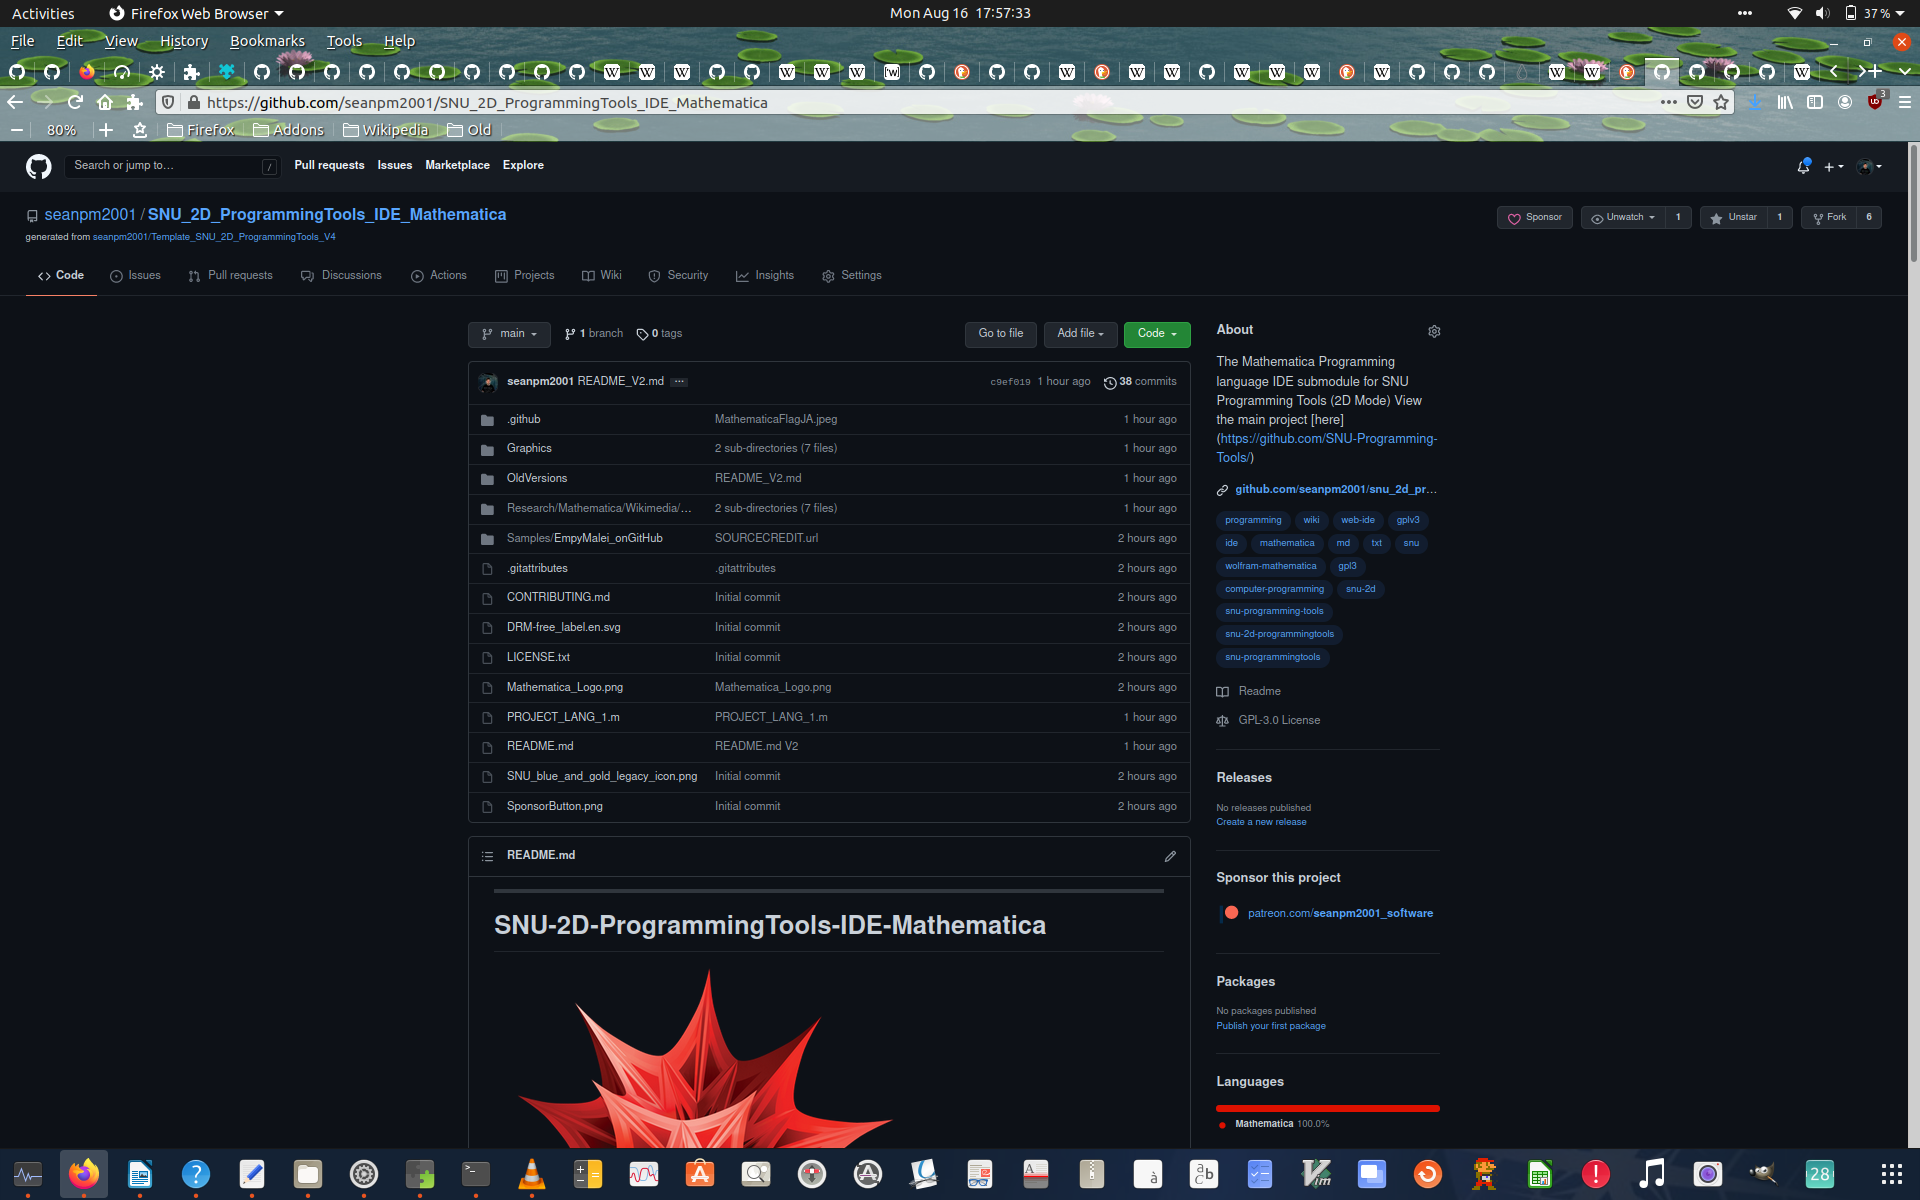 Activities Firefox Web Browser Mon Aug 16 17:57:33 37 %
File Edit View History Bookmarks Tools Help
https://github.com/seanpm2001/SNU_2D_ProgrammingTools_IDE_Mathematica 3
80% Firefox Addons Wikipedia Old
Search or jump to… / Pull requests Issues Marketplace Explore
seanpm2001 / SNU_2D_ProgrammingTools_IDE_Mathematica Sponsor Unwatch 1 Unstar 1 Fork 6
generated from seanpm2001/Template_SNU_2D_ProgrammingTools_V4
Code Issues Pull requests Discussions Actions Projects Wiki Security Insights Settings
main 1 branch 0 tags Go to file Add file Code
seanpm2001 README_V2.md ... c9ef019 1 hour ago 38 commits
.github MathematicaFlagJA.jpeg 1 hour ago
Graphics 2 sub-directories (7 files) 1 hour ago
OldVersions README_V2.md 1 hour ago
Research/Mathematica/Wikimedia/… 2 sub-directories (7 files) 1 hour ago
Samples/EmpyMalei_onGitHub SOURCECREDIT.url 2 hours ago
.gitattributes .gitattributes 2 hours ago
CONTRIBUTING.md Initial commit 2 hours ago
DRM-free_label.en.svg Initial commit 2 hours ago
LICENSE.txt Initial commit 2 hours ago
Mathematica_Logo.png Mathematica_Logo.png 2 hours ago
PROJECT_LANG_1.m PROJECT_LANG_1.m 1 hour ago
README.md README.md V2 1 hour ago
SNU_blue_and_gold_legacy_icon.png Initial commit 2 hours ago
SponsorButton.png Initial commit 2 hours ago
README.md
SNU-2D-ProgrammingTools-IDE-Mathematica
About
The Mathematica Programming
language IDE submodule for SNU
Programming Tools (2D Mode) View
the main project [here]
(https://github.com/SNU-Programming-
Tools/)
github.com/seanpm2001/snu_2d_pr…
programming wiki web-ide gplv3
ide mathematica md txt snu
wolfram-mathematica gpl3
computer-programming snu-2d
snu-programming-tools
snu-2d-programmingtools
snu-programmingtools
Readme
GPL-3.0 License
Releases
No releases published
Create a new release
Sponsor this project
patreon.com/seanpm2001_software
Packages
No packages published
Publish your first package
Languages
Mathematica 100.0%
28